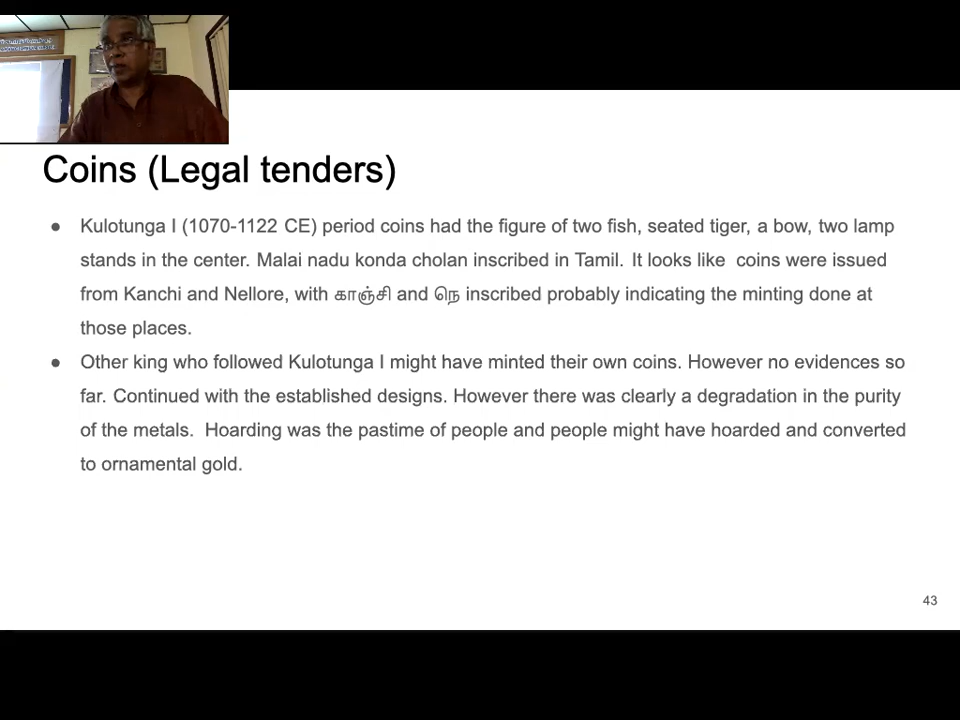 Coins (Legal tenders)
● Kulotunga I (1070-1122 CE) period coins had the figure of two fish, seated tiger, a bow, two lamp
stands in the center. Malai nadu konda cholan inscribed in Tamil. It looks like coins were issued
from Kanchi and Nellore, with காஞ்சி and நெ inscribed probably indicating the minting done at
those places.
● Other king who followed Kulotunga I might have minted their own coins. However no evidences so
far. Continued with the established designs. However there was clearly a degradation in the purity
of the metals. Hoarding was the pastime of people and people might have hoarded and converted
to ornamental gold.
43